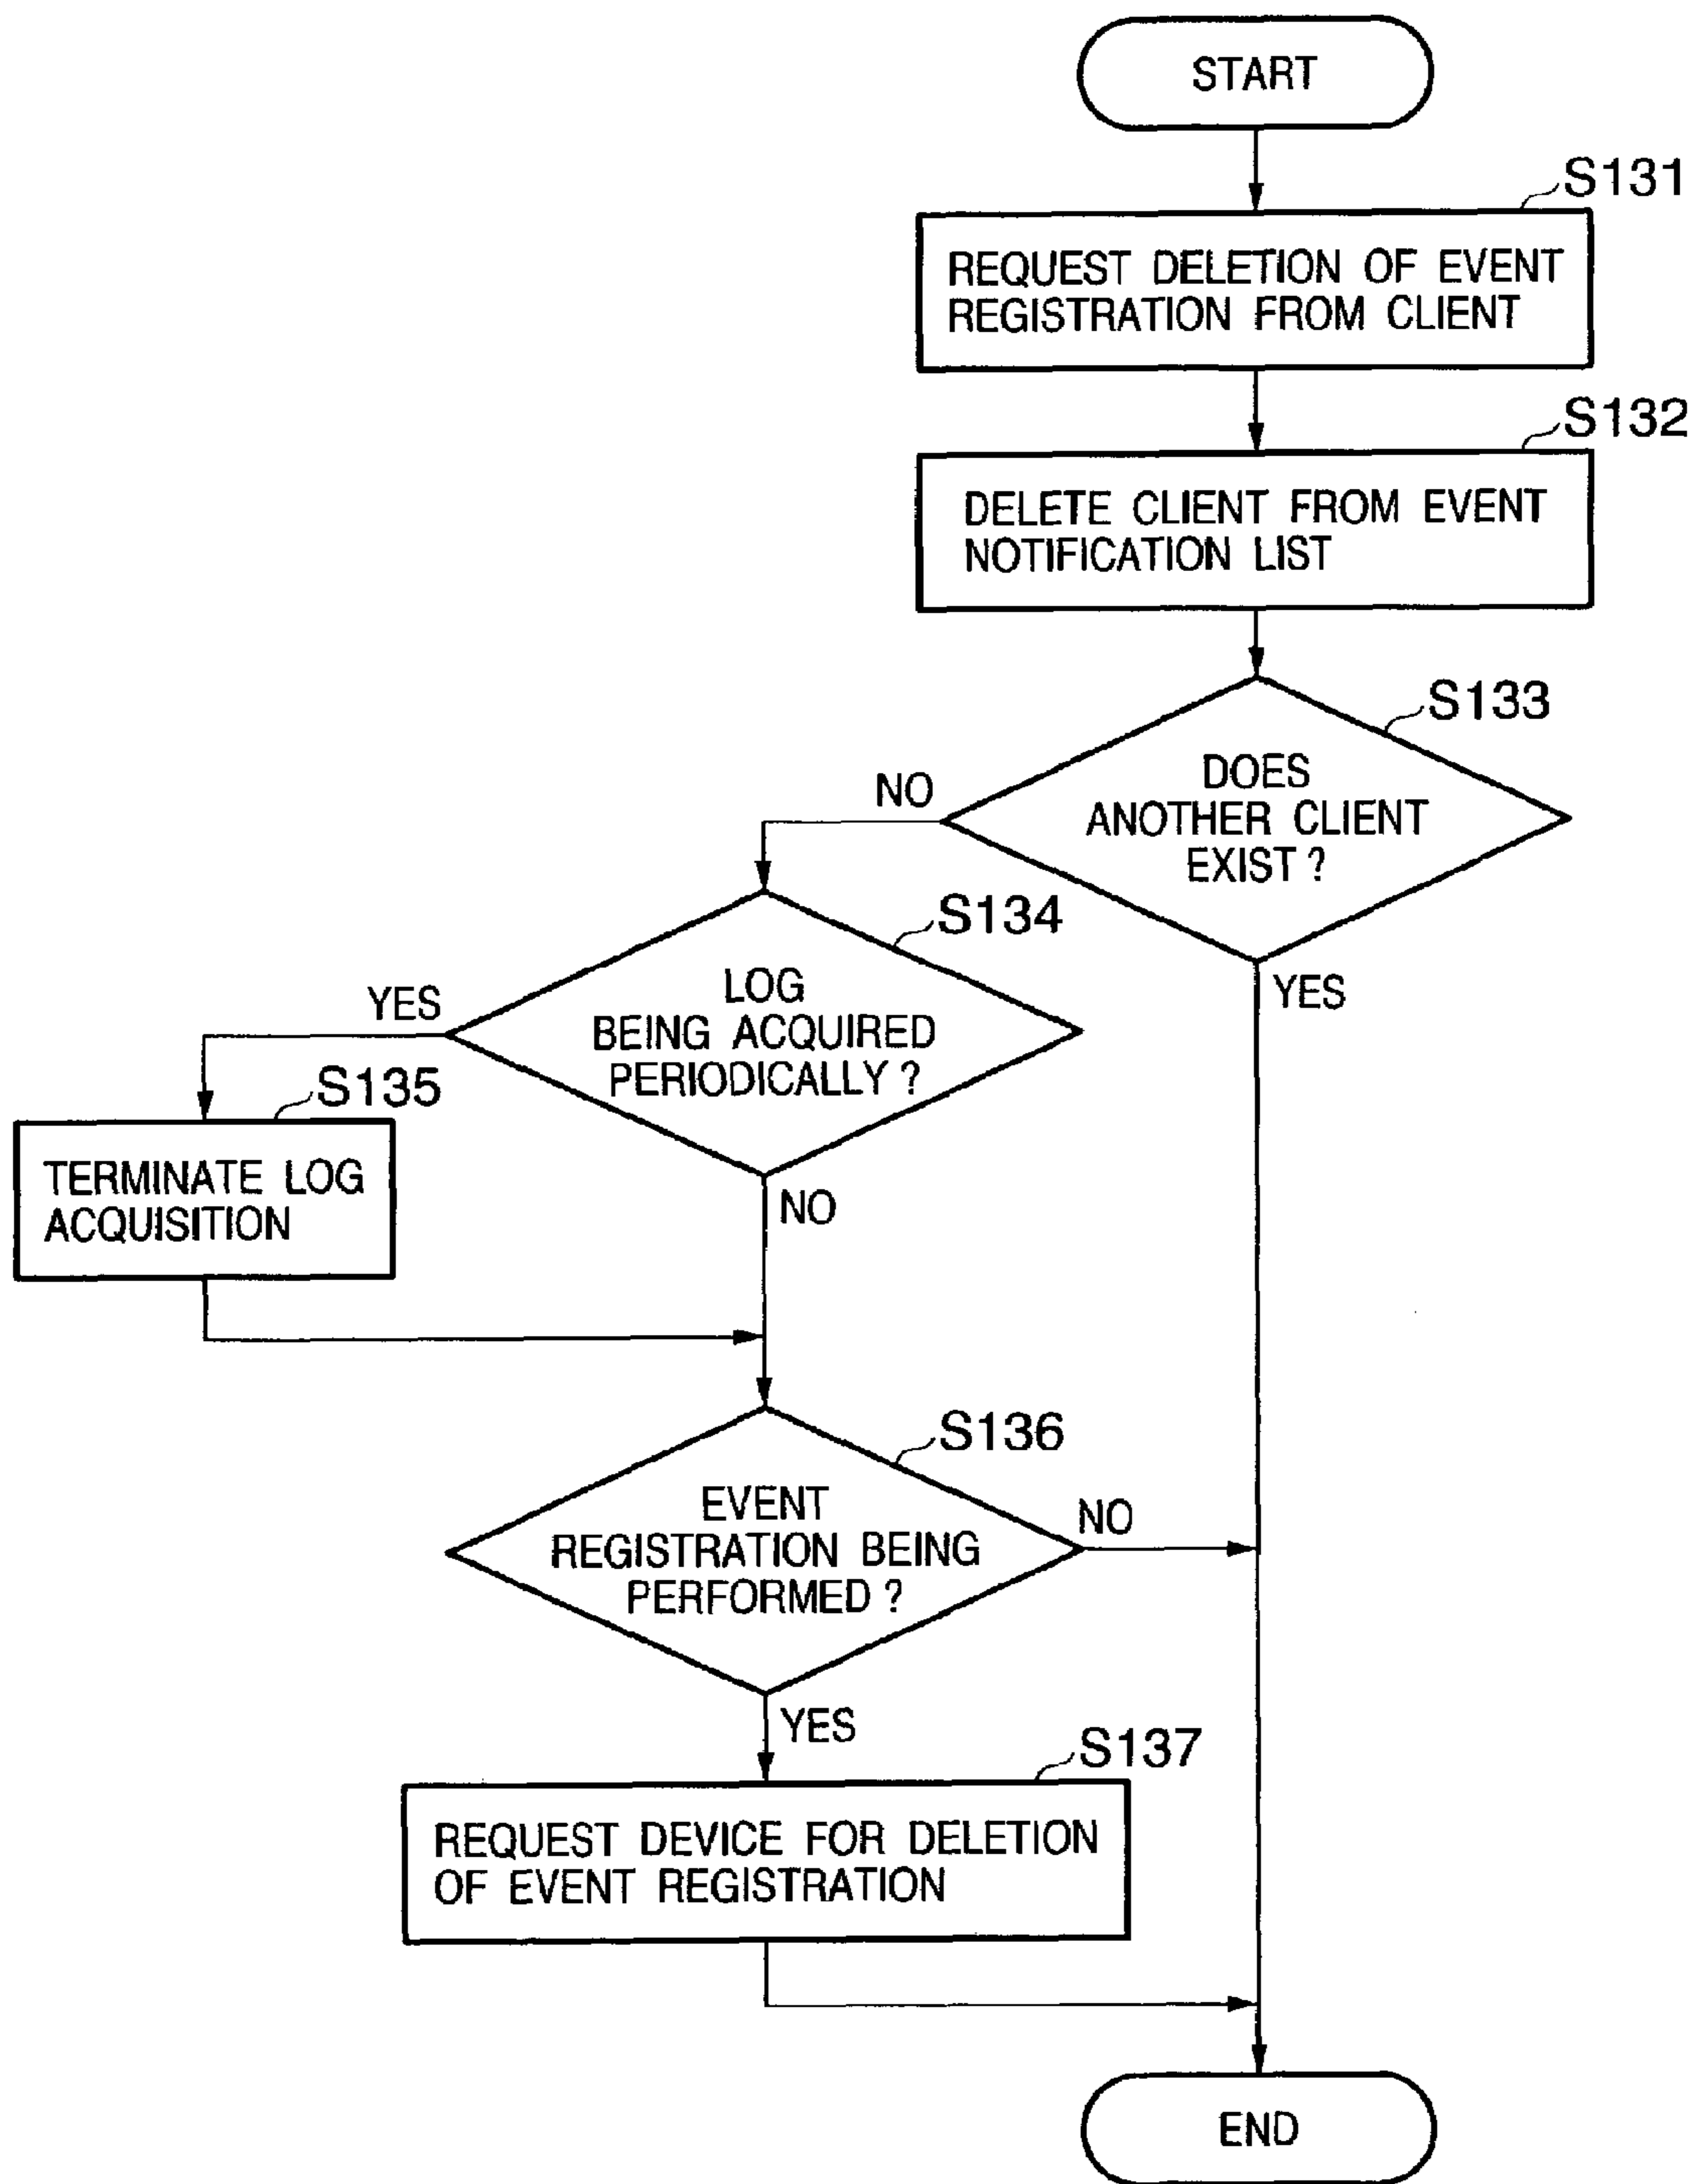 START
S131
REQUEST DELETION OF EVENT
REGISTRATION FROM CLIENT
S132
DELETE CLIENT FROM EVENT
NOTIFICATION LIST
S133
DOES
ANOTHER CLIENT
EXIST ?
NO
YES
S134
LOG
BEING ACQUIRED
PERIODICALLY ?
YES
NO
S135
TERMINATE LOG
ACQUISITION
S136
EVENT
REGISTRATION BEING
PERFORMED ?
NO
YES
S137
REQUEST DEVICE FOR DELETION
OF EVENT REGISTRATION
END